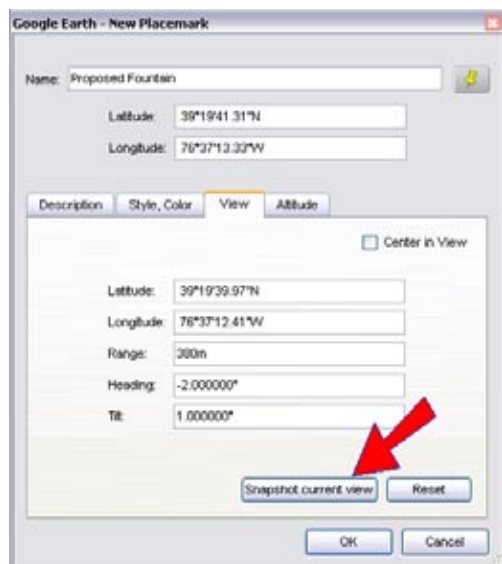 Google Earth - New Placemark
Name: Proposed Fountain
Latitude: 39°19'41.31"N
Longitude: 76°37'13.33"W
Description Style, Color View Altitude
Center in View
Latitude: 39°19'39.97"N
Longitude: 76°37'12.41"W
Range: 380m
Heading: -2.000000°
Tilt: 1.000000°
Snapshot current view Reset
OK Cancel